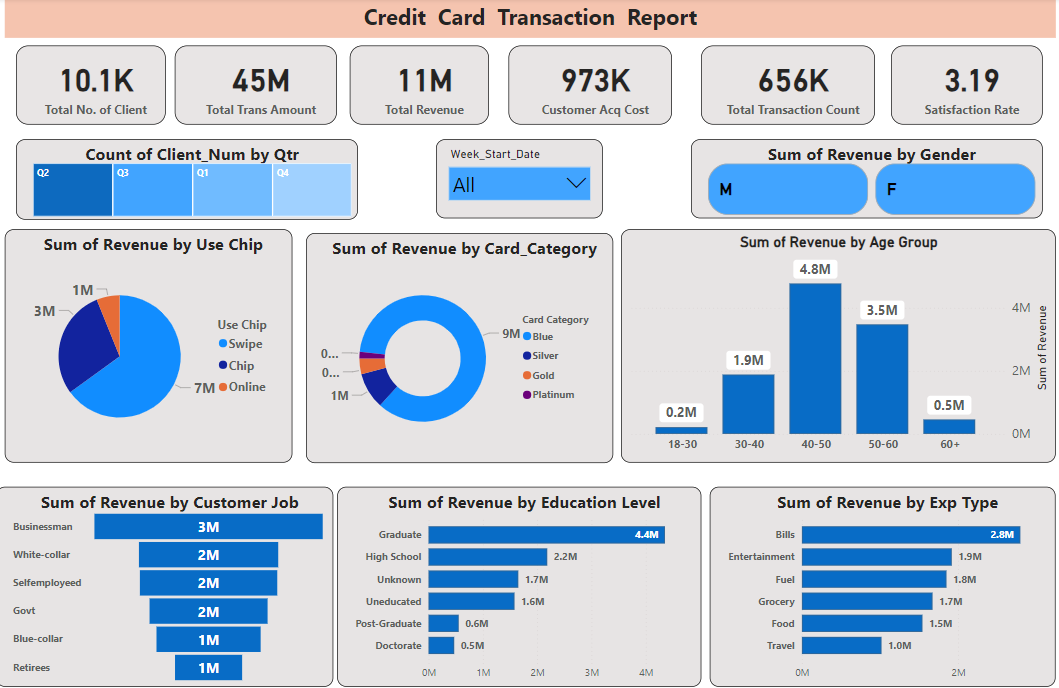 Credit Card Transaction Report
10.1K
Total No. of Client
45M
Total Trans Amount
11M
Total Revenue
973K
Customer Acq Cost
656K
Total Transaction Count
3.19
Satisfaction Rate
Count of Client_Num by Qtr
Q2
Q3
Q1
Q4
Week_Start_Date
All
Sum of Revenue by Gender
M
F
Sum of Revenue by Use Chip
1M
3M
7M
Use Chip
Swipe
Chip
Online
Sum of Revenue by Card_Category
9M
0...
0...
1M
Card Category
Blue
Silver
Gold
Platinum
Sum of Revenue by Age Group
0.2M
1.9M
4.8M
3.5M
0.5M
18-30
30-40
40-50
50-60
60+
4M
2M
0M
Sum of Revenue
Sum of Revenue by Customer Job
Businessman 3M
White-collar 2M
Selfemployeed 2M
Govt 2M
Blue-collar 1M
Retirees 1M
Sum of Revenue by Education Level
Graduate 4.4M
High School 2.2M
Unknown 1.7M
Uneducated 1.6M
Post-Graduate 0.6M
Doctorate 0.5M
0M 1M 2M 3M 4M
Sum of Revenue by Exp Type
Bills 2.8M
Entertainment 1.9M
Fuel 1.8M
Grocery 1.7M
Food 1.5M
Travel 1.0M
0M 2M